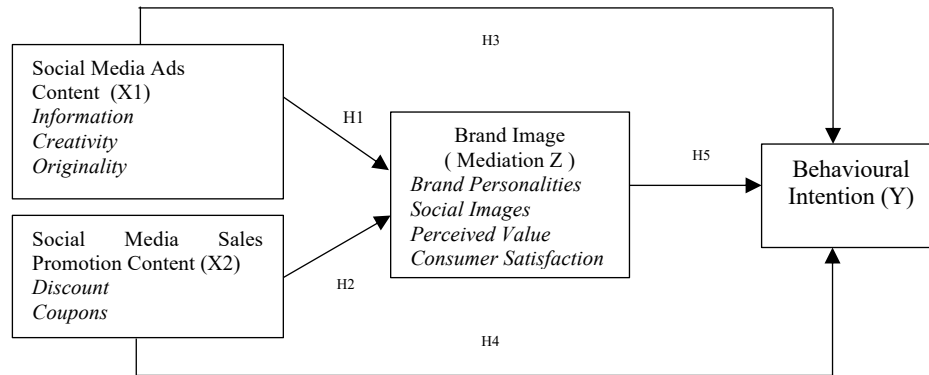 H3
Social Media Ads
Content (X1)
Information
Creativity
Originality
H1
Brand Image
( Mediation Z )
Brand Personalities
Social Images
Perceived Value
Consumer Satisfaction
H5
Behavioural
Intention (Y)
Social Media Sales
Promotion Content (X2)
Discount
Coupons
H2
H4